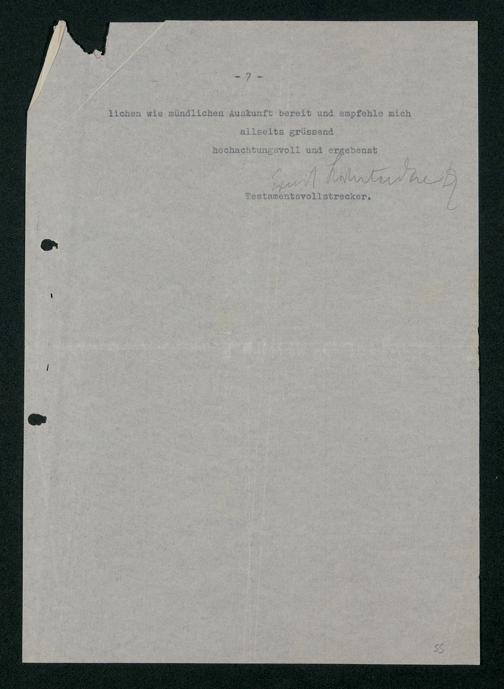 - 7 -
lichen wie mündlichen Auskunft bereit und empfehle mich
allseits grüssend
hochachtungsvoll und ergebenst
Testamentsvollstrecker.
55